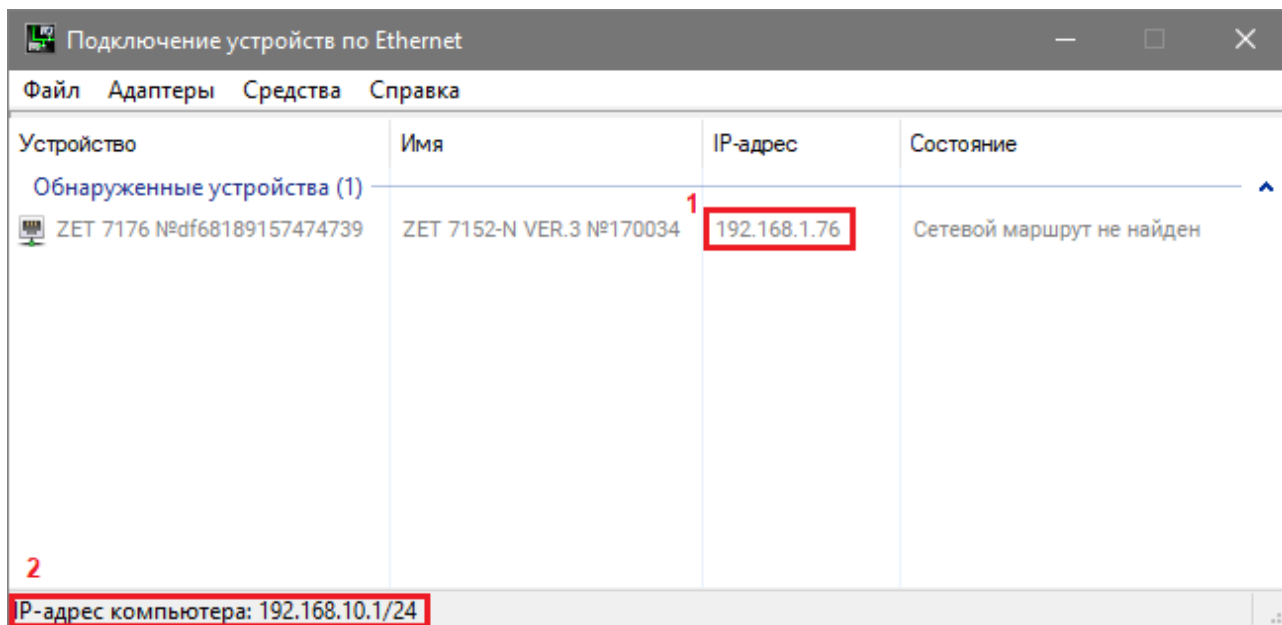 Подключение устройств по Ethernet
Файл Адаптеры Средства Справка
Устройство Имя IP-адрес Состояние
Обнаруженные устройства (1)
1
ZET 7176 №df68189157474739 ZET 7152-N VER.3 №170034 192.168.1.76 Сетевой маршрут не найден
2
IP-адрес компьютера: 192.168.10.1/24